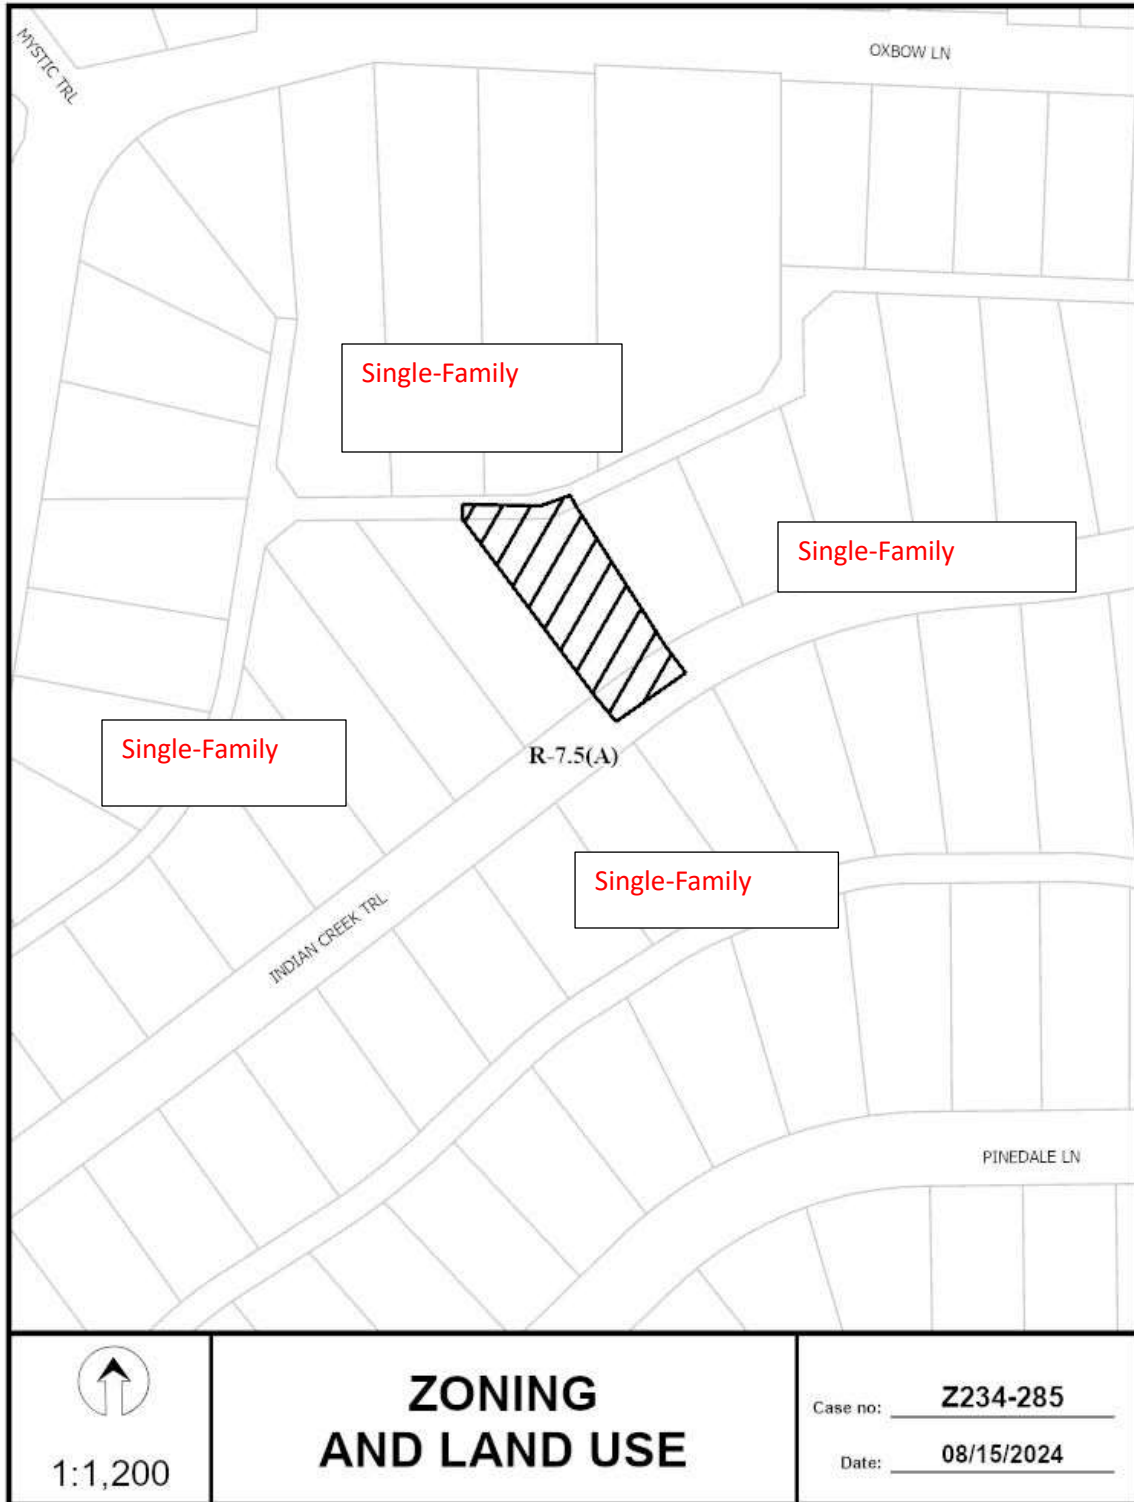 MYSTIC TRL
OXBOW LN
Single-Family
Single-Family
Single-Family
R-7.5(A)
Single-Family
INDIAN CREEK TRL
PINEDALE LN
1:1,200
ZONING
AND LAND USE
Case no: Z234-285
Date: 08/15/2024